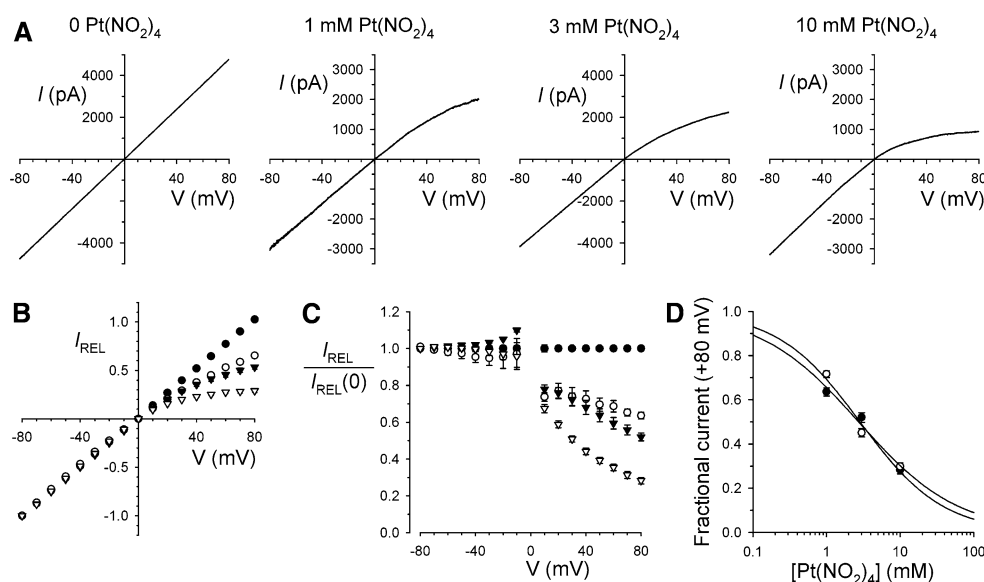 A
0 Pt(NO2)4
1 mM Pt(NO2)4
3 mM Pt(NO2)4
10 mM Pt(NO2)4
I (pA)
4000
2000
-80
-40
40
80
V (mV)
-4000
I (pA)
3000
2000
1000
-80
-40
40
80
V (mV)
-2000
-3000
I (pA)
4000
2000
-80
-40
40
80
V (mV)
-2000
-4000
I (pA)
3000
2000
1000
-80
-40
40
80
V (mV)
-2000
-3000
B
IREL
1.0
0.5
-80
-40
40
80
V (mV)
-0.5
-1.0
C
IREL
IREL(0)
1.2
1.0
0.8
0.6
0.4
0.2
0.0
-80
-60
-40
-20
0
20
40
60
80
V (mV)
D
Fractional current (+80 mV)
1.0
0.8
0.6
0.4
0.2
0.0
0.1
1
10
100
[Pt(NO2)4] (mM)